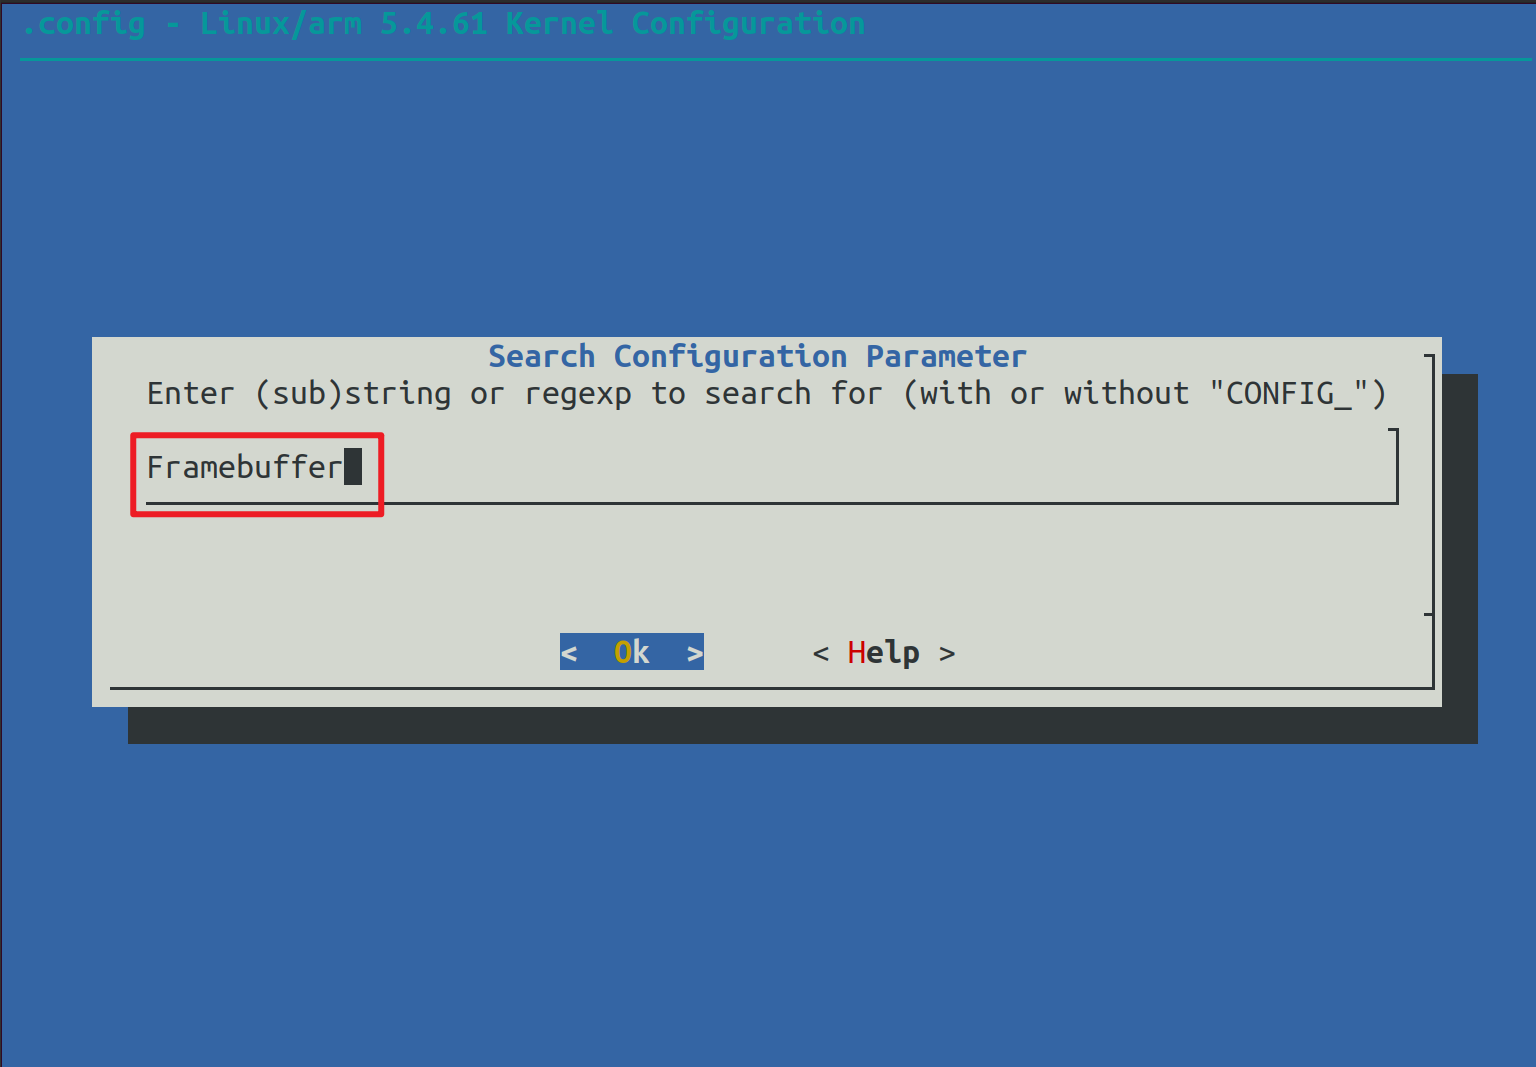 .config - Linux/arm 5.4.61 Kernel Configuration
Search Configuration Parameter
Enter (sub)string or regexp to search for (with or without "CONFIG_")
Framebuffer
<  Ok  > < Help >